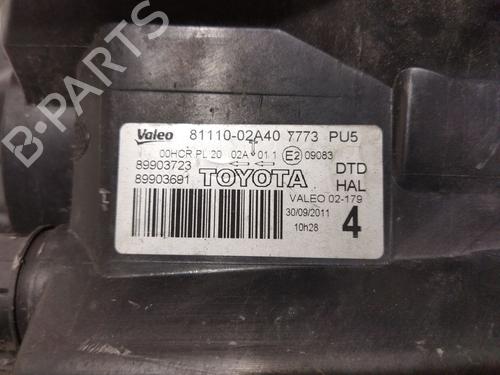 B-PARTS
Valeo 81110-02A40 7773 PU5
00HCR PL 20 02A 01 1 E2 09083
89903723 DTD
89903691 TOYOTA HAL
VALEO 02-179
30/09/2011
10h28 4